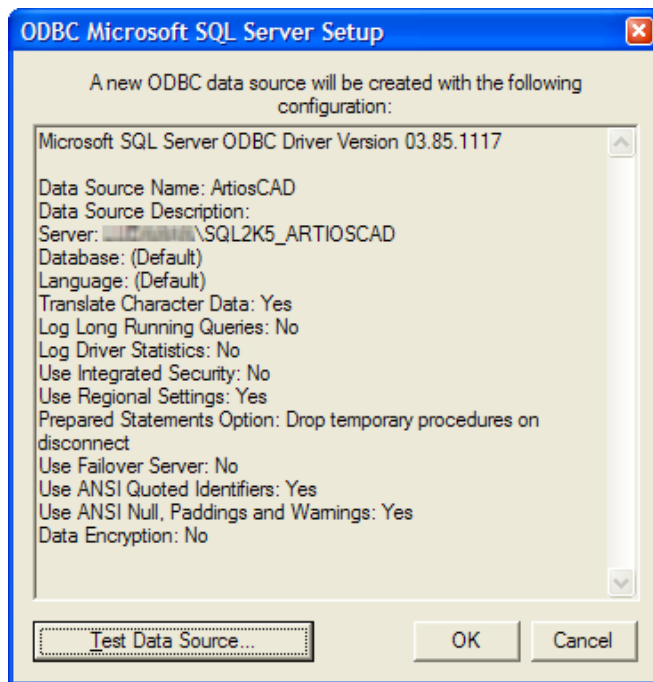 ODBC Microsoft SQL Server Setup
A new ODBC data source will be created with the following
configuration:
Microsoft SQL Server ODBC Driver Version 03.85.1117
Data Source Name: ArtiosCAD
Data Source Description:
Server: \SQL2K5_ARTIOSCAD
Database: (Default)
Language: (Default)
Translate Character Data: Yes
Log Long Running Queries: No
Log Driver Statistics: No
Use Integrated Security: No
Use Regional Settings: Yes
Prepared Statements Option: Drop temporary procedures on
disconnect
Use Failover Server: No
Use ANSI Quoted Identifiers: Yes
Use ANSI Null, Paddings and Warnings: Yes
Data Encryption: No
Test Data Source... OK Cancel